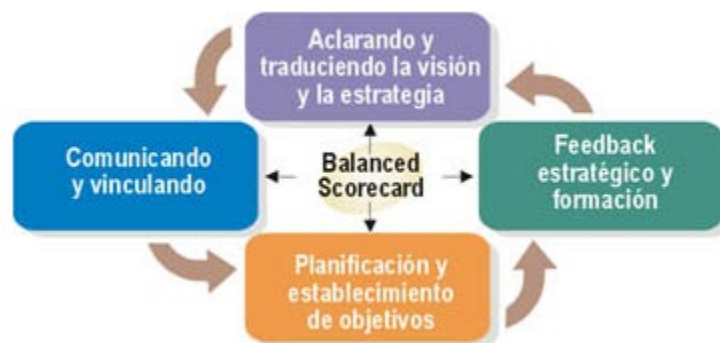 Aclarando y
traduciendo la visión
y la estrategia
Comunicando
y vinculando
Balanced
Scorecard
Feedback
estratégico y
formación
Planificación y
establecimiento
de objetivos